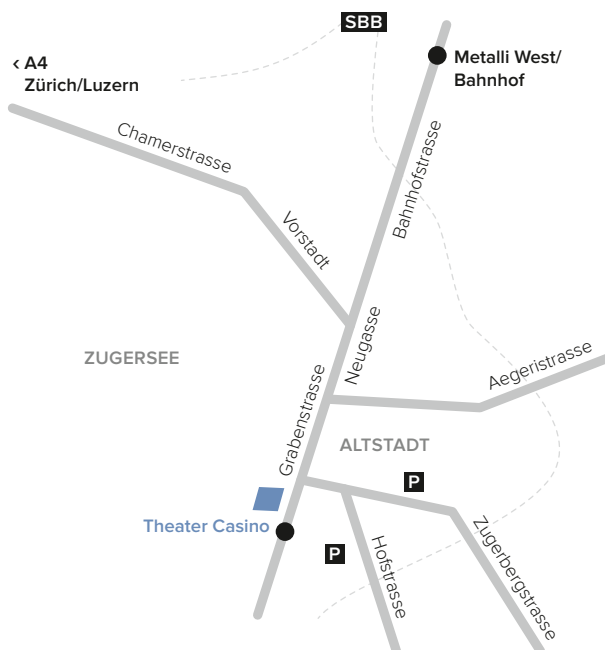 SBB
‹ A4
Zürich/Luzern
Metalli West/
Bahnhof
Chamerstrasse
Bahnhofstrasse
Vorstadt
Neugasse
ZUGERSEE
Aegeristrasse
Grabenstrasse
ALTSTADT
P
Theater Casino
P
Hofstrasse
Zugerbergstrasse